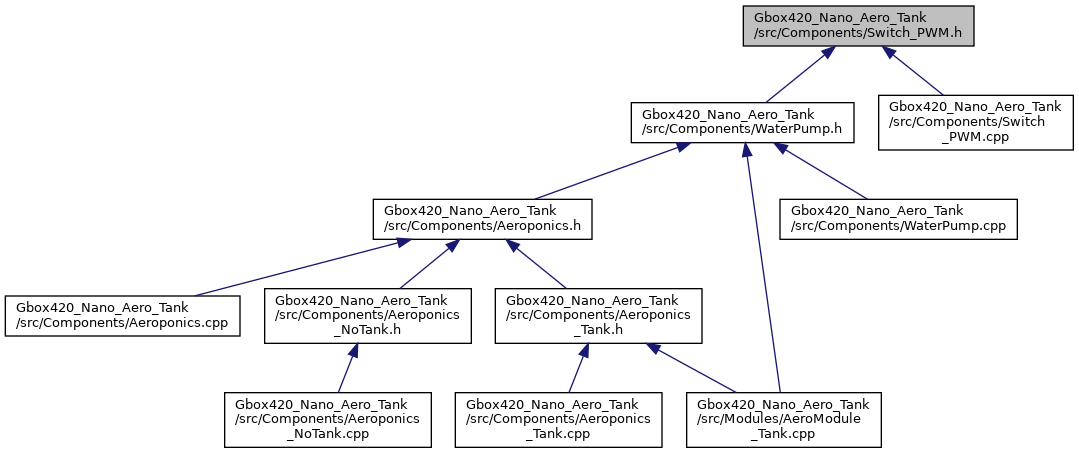 Gbox420_Nano_Aero_Tank
/src/Components/Switch_PWM.h
Gbox420_Nano_Aero_Tank
/src/Components/WaterPump.h
Gbox420_Nano_Aero_Tank
/src/Components/Switch
_PWM.cpp
Gbox420_Nano_Aero_Tank
/src/Components/Aeroponics.h
Gbox420_Nano_Aero_Tank
/src/Components/WaterPump.cpp
Gbox420_Nano_Aero_Tank
/src/Components/Aeroponics.cpp
Gbox420_Nano_Aero_Tank
/src/Components/Aeroponics
_NoTank.h
Gbox420_Nano_Aero_Tank
/src/Components/Aeroponics
_Tank.h
Gbox420_Nano_Aero_Tank
/src/Components/Aeroponics
_NoTank.cpp
Gbox420_Nano_Aero_Tank
/src/Components/Aeroponics
_Tank.cpp
Gbox420_Nano_Aero_Tank
/src/Modules/AeroModule
_Tank.cpp